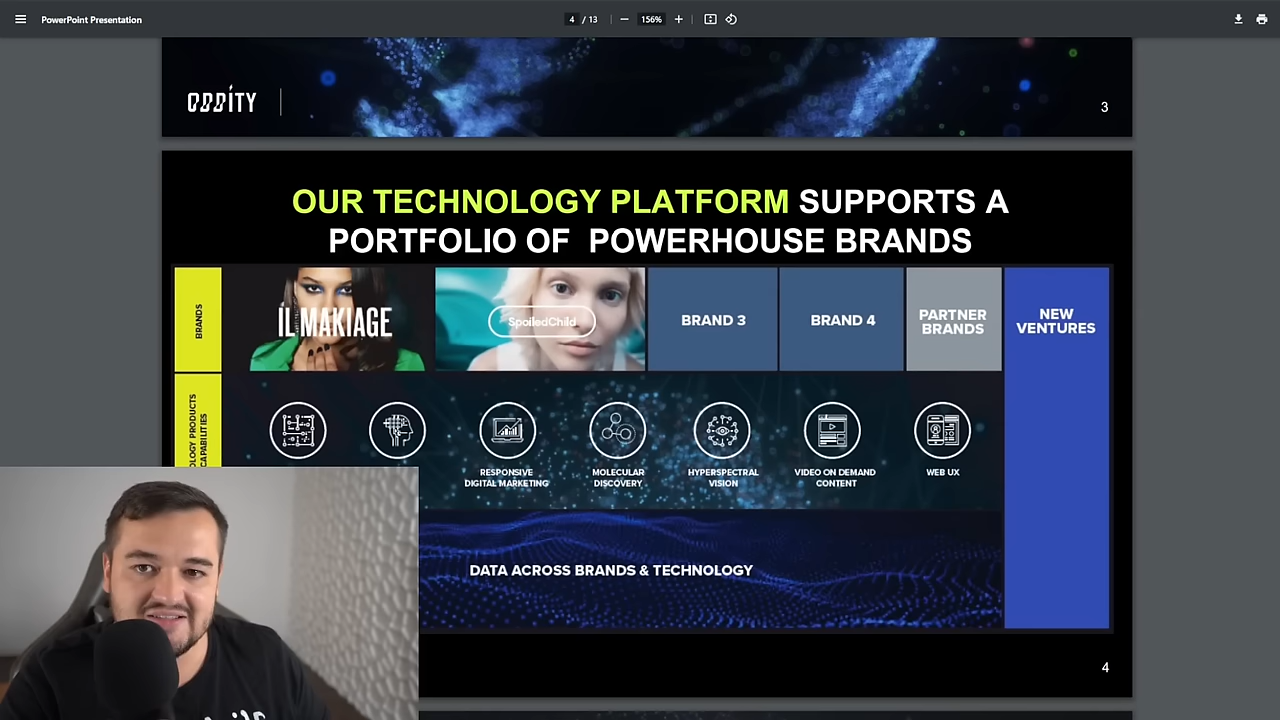 PowerPoint Presentation
4 / 13
156%
ODDITY
3
OUR TECHNOLOGY PLATFORM SUPPORTS A
PORTFOLIO OF POWERHOUSE BRANDS
BRANDS
ÍL MAKIAGE
SpoiledChild
BRAND 3
BRAND 4
PARTNER
BRANDS
NEW
VENTURES
PRODUCTS
RESPONSIVE
DIGITAL MARKETING
MOLECULAR
DISCOVERY
HYPERSPECTRAL
VISION
VIDEO ON DEMAND
CONTENT
WEB UX
DATA ACROSS BRANDS & TECHNOLOGY
4